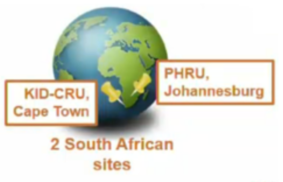 PHRU,
Johannesburg
KID-CRU,
Cape Town
2 South African
sites